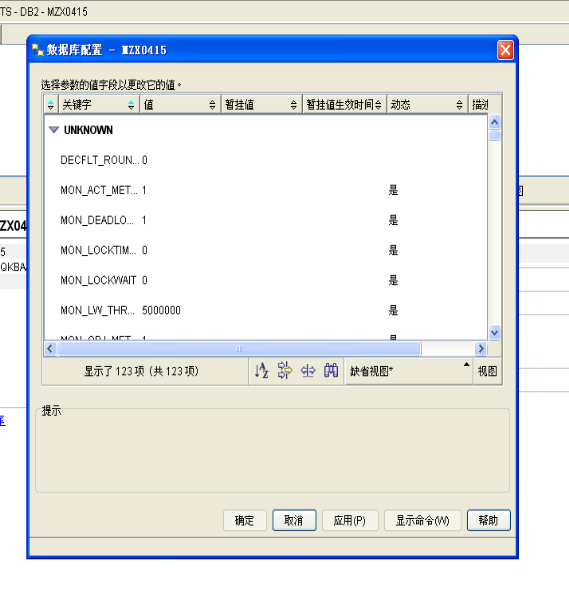 TS - DB2 - MZX0415
数据库配置 - MZX0415
选择参数的值字段以更改它的值。
关键字 值 暂挂值 暂挂值生效时间 动态 描述
UNKNOWN
DECFLT_ROUN... 0
MON_ACT_MET... 1 是
MON_DEADLO... 1 是
MON_LOCKTIM... 0 是
MON_LOCKWAIT 0 是
MON_LW_THR... 5000000 是
MON_OBJ_MET... 1 是
ZX04
5
QKBA
显示了 123 项 (共 123 项) 缺省视图* 视图
提示
确定 取消 应用(P) 显示命令(W) 帮助